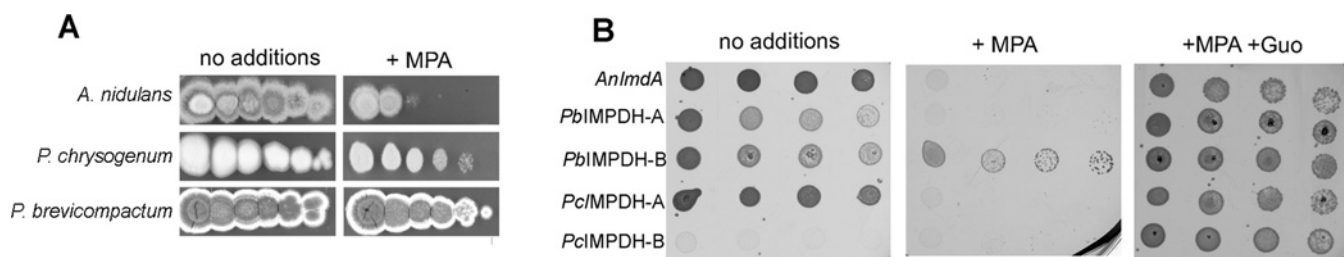 A
no additions
+ MPA
A. nidulans
P. chrysogenum
P. brevicompactum
B
no additions
+ MPA
+MPA +Guo
AnImdA
PbIMPDH-A
PbIMPDH-B
PcIMPDH-A
PcIMPDH-B